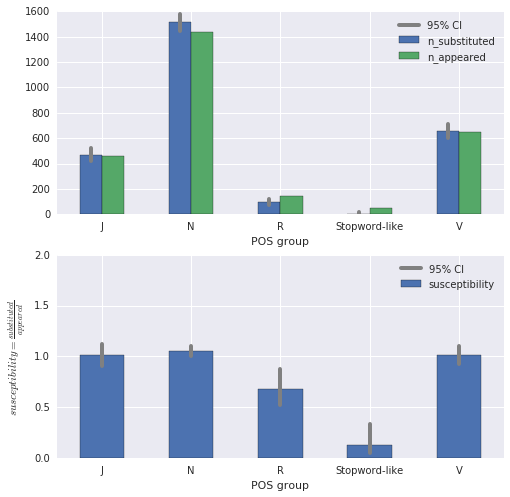 1600
1400
1200
1000
800
600
400
200
0
95% CI
n_substituted
n_appeared
J N R Stopword-like V
POS group
2.0
1.5
1.0
0.5
0.0
susceptibility = substituted / appeared
95% CI
susceptibility
J N R Stopword-like V
POS group